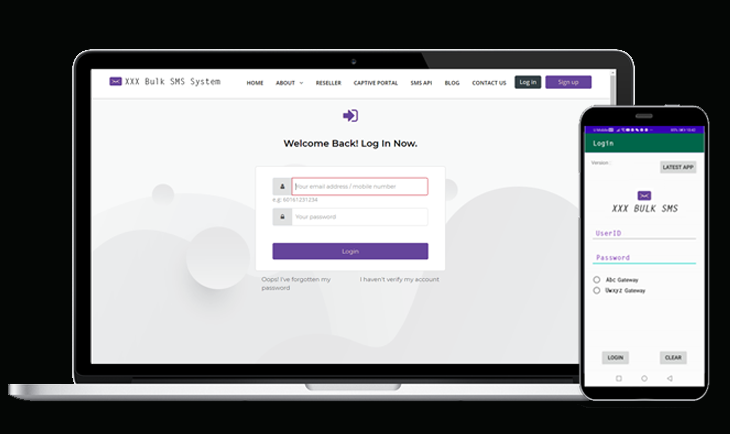 XXX Bulk SMS System
HOME ABOUT RESELLER CAPTIVE PORTAL SMS API BLOG CONTACT US Log in Sign up
Welcome Back! Log In Now.
Your email address / mobile number
e.g: 60161231234
Your password
Login
Oops! I've forgotten my
password
I haven't verify my account
Login
Version :
LATEST APP
XXX BULK SMS
UserID
Password
Abc Gateway
Uwxyz Gateway
LOGIN CLEAR